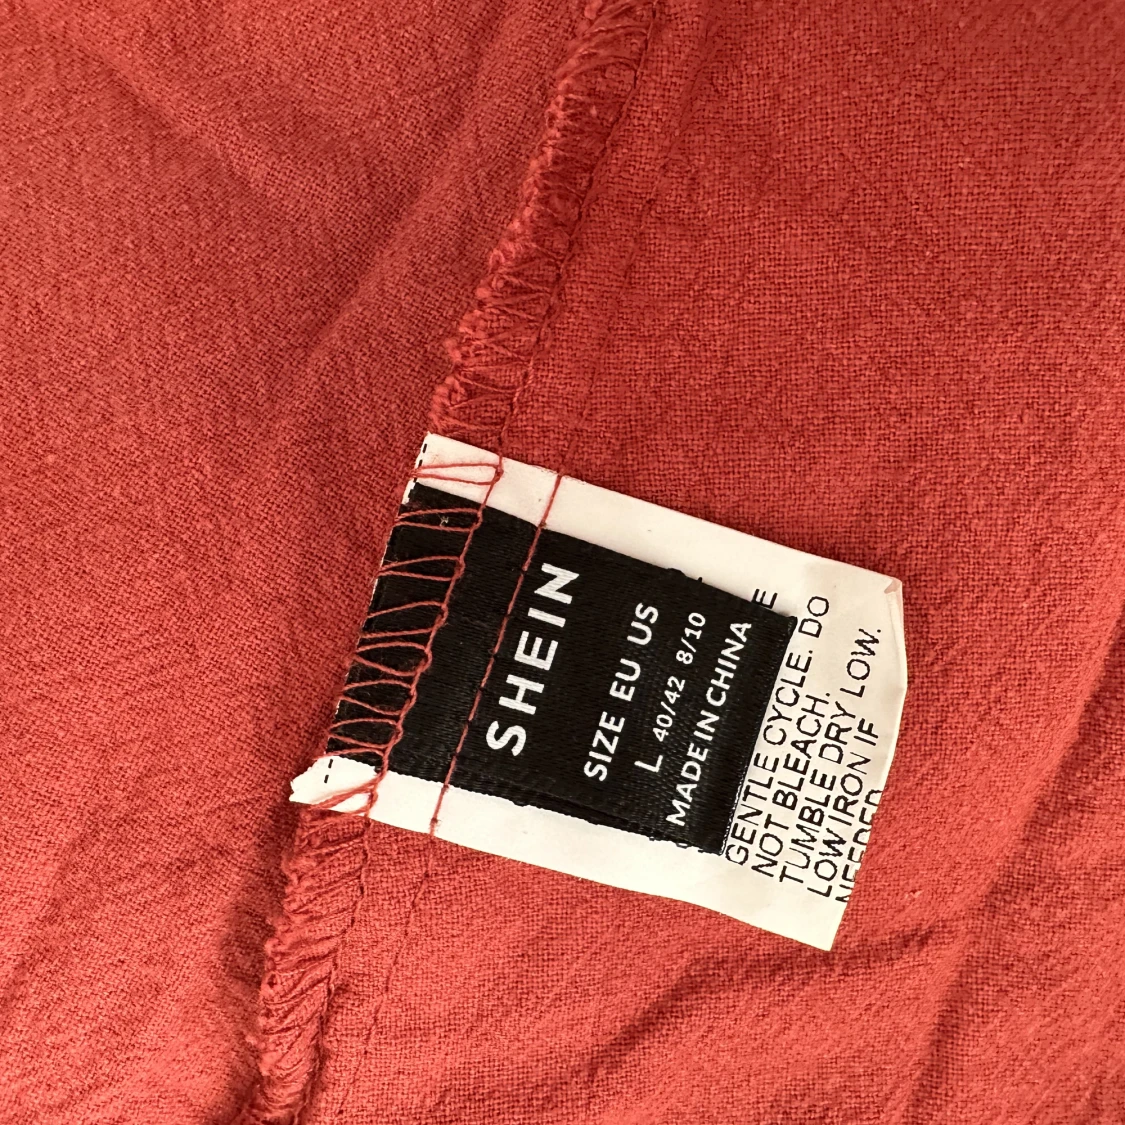 SHEIN
SIZE EU US
L 40/42 8/10
MADE IN CHINA
GENTLE CYCLE. DO
NOT BLEACH.
TUMBLE DRY LOW.
LOW IRON IF
NEEDED